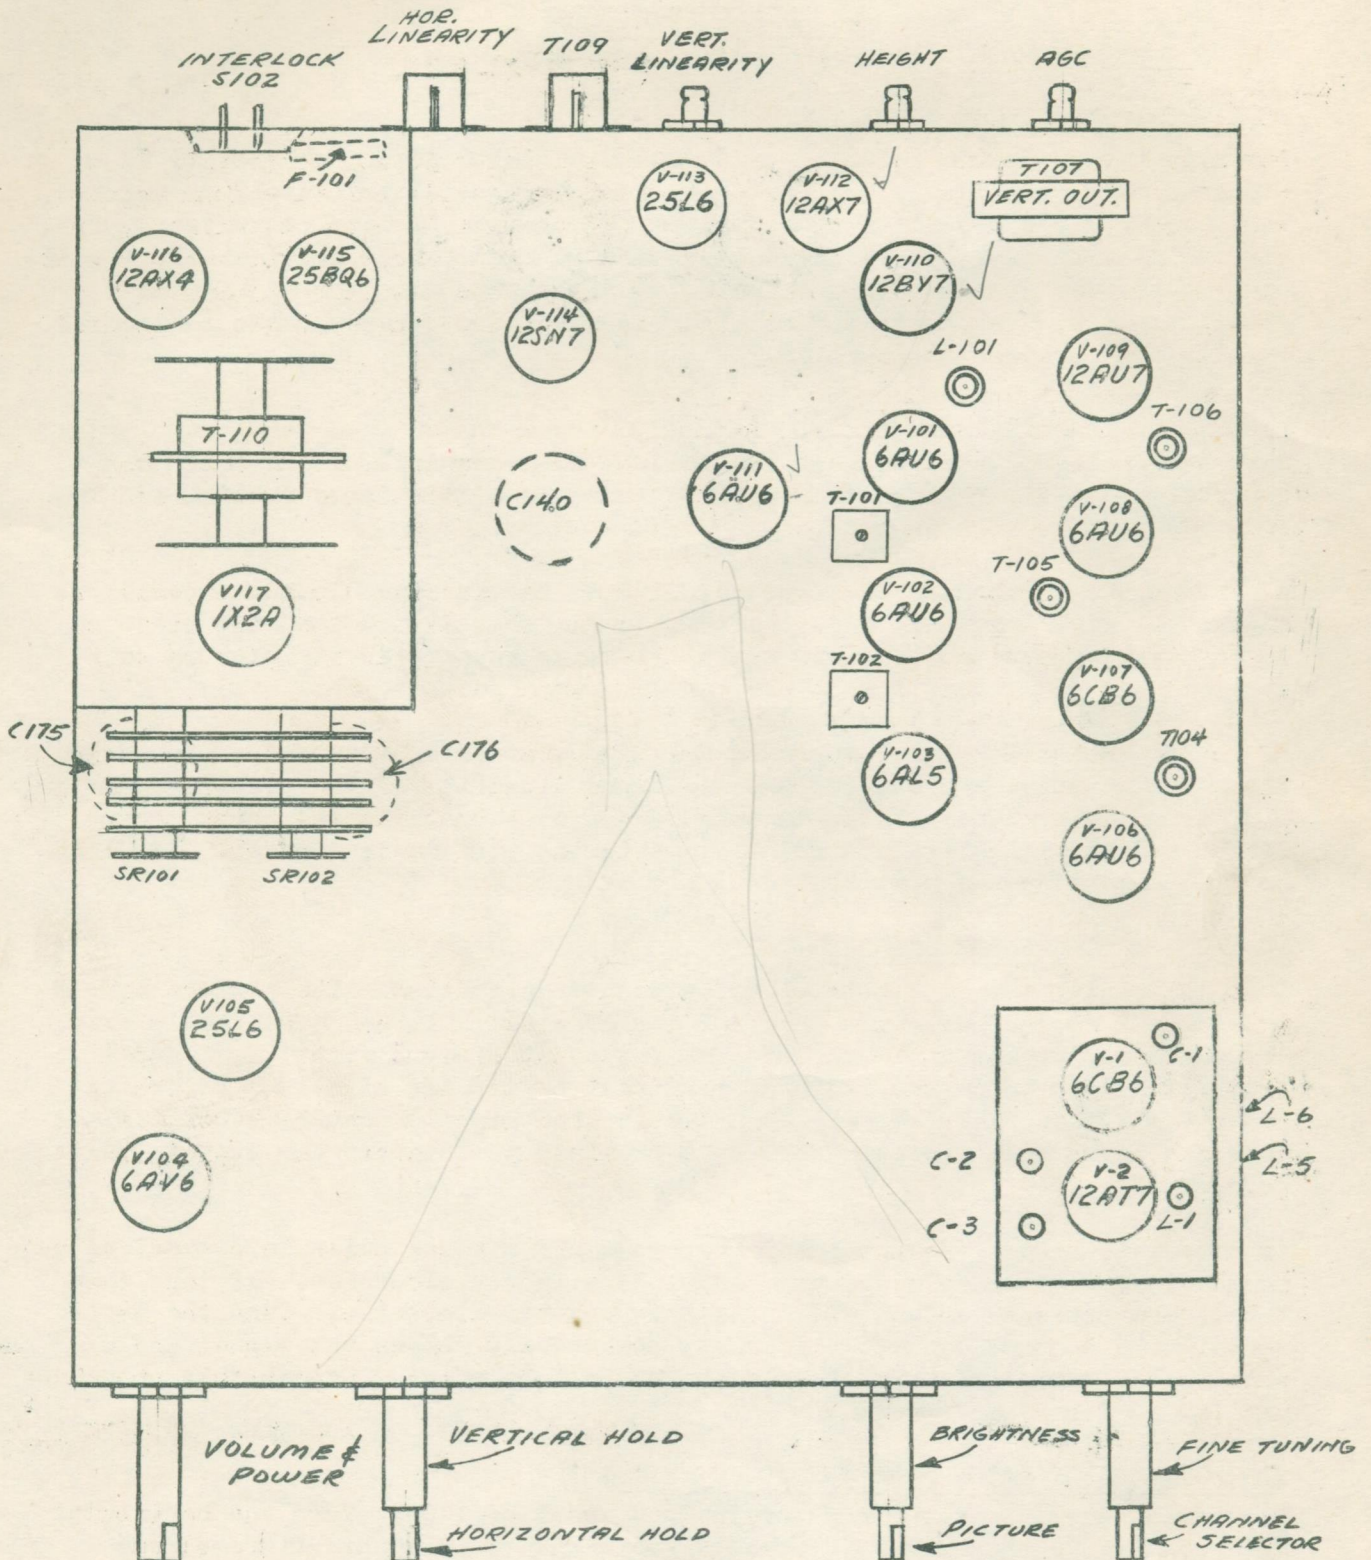 HOR.
LINEARITY
T109
VERT.
LINEARITY
HEIGHT
AGC
INTERLOCK
S102
F-101
V-113
25L6
V-112
12AX7
T107
VERT. OUT.
V-116
12AX4
V-115
25BQ6
V-110
12BY7
V-114
12SN7
L-101
V-109
12AU7
T-106
T-110
V-101
6AU6
V-111
6AU6
C140
T-101
V-108
6AU6
T-105
V117
1X2A
V-102
6AU6
T-102
V-107
6CB6
C175
C176
V-103
6AL5
T104
V-106
6AU6
SR101
SR102
V105
25L6
V-1
6CB6
C-1
L-6
L-5
V104
6AV6
C-2
V-2
12AT7
L-1
C-3
VOLUME &
POWER
VERTICAL HOLD
BRIGHTNESS
FINE TUNING
HORIZONTAL HOLD
PICTURE
CHANNEL
SELECTOR